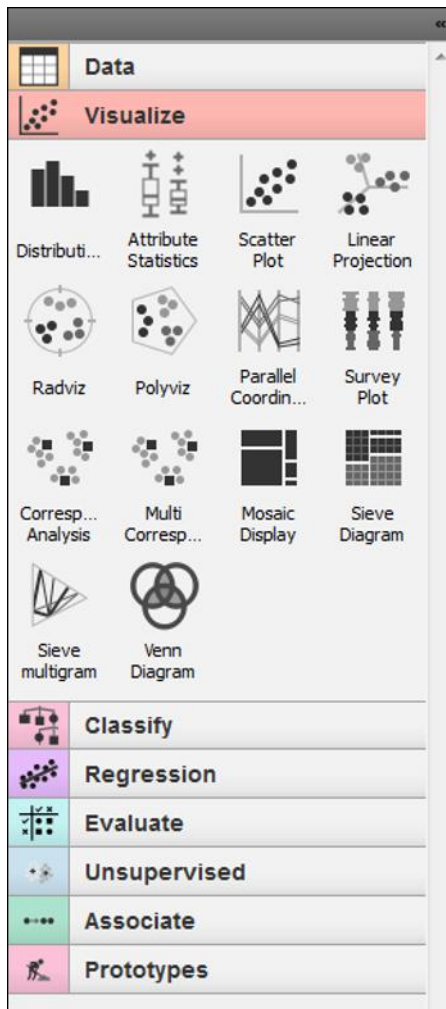 «
Data
Visualize
Distributi...
Attribute
Statistics
Scatter
Plot
Linear
Projection
Radviz
Polyviz
Parallel
Coordin...
Survey
Plot
Corresp...
Analysis
Multi
Corresp...
Mosaic
Display
Sieve
Diagram
Sieve
multigram
Venn
Diagram
Classify
Regression
Evaluate
Unsupervised
Associate
Prototypes